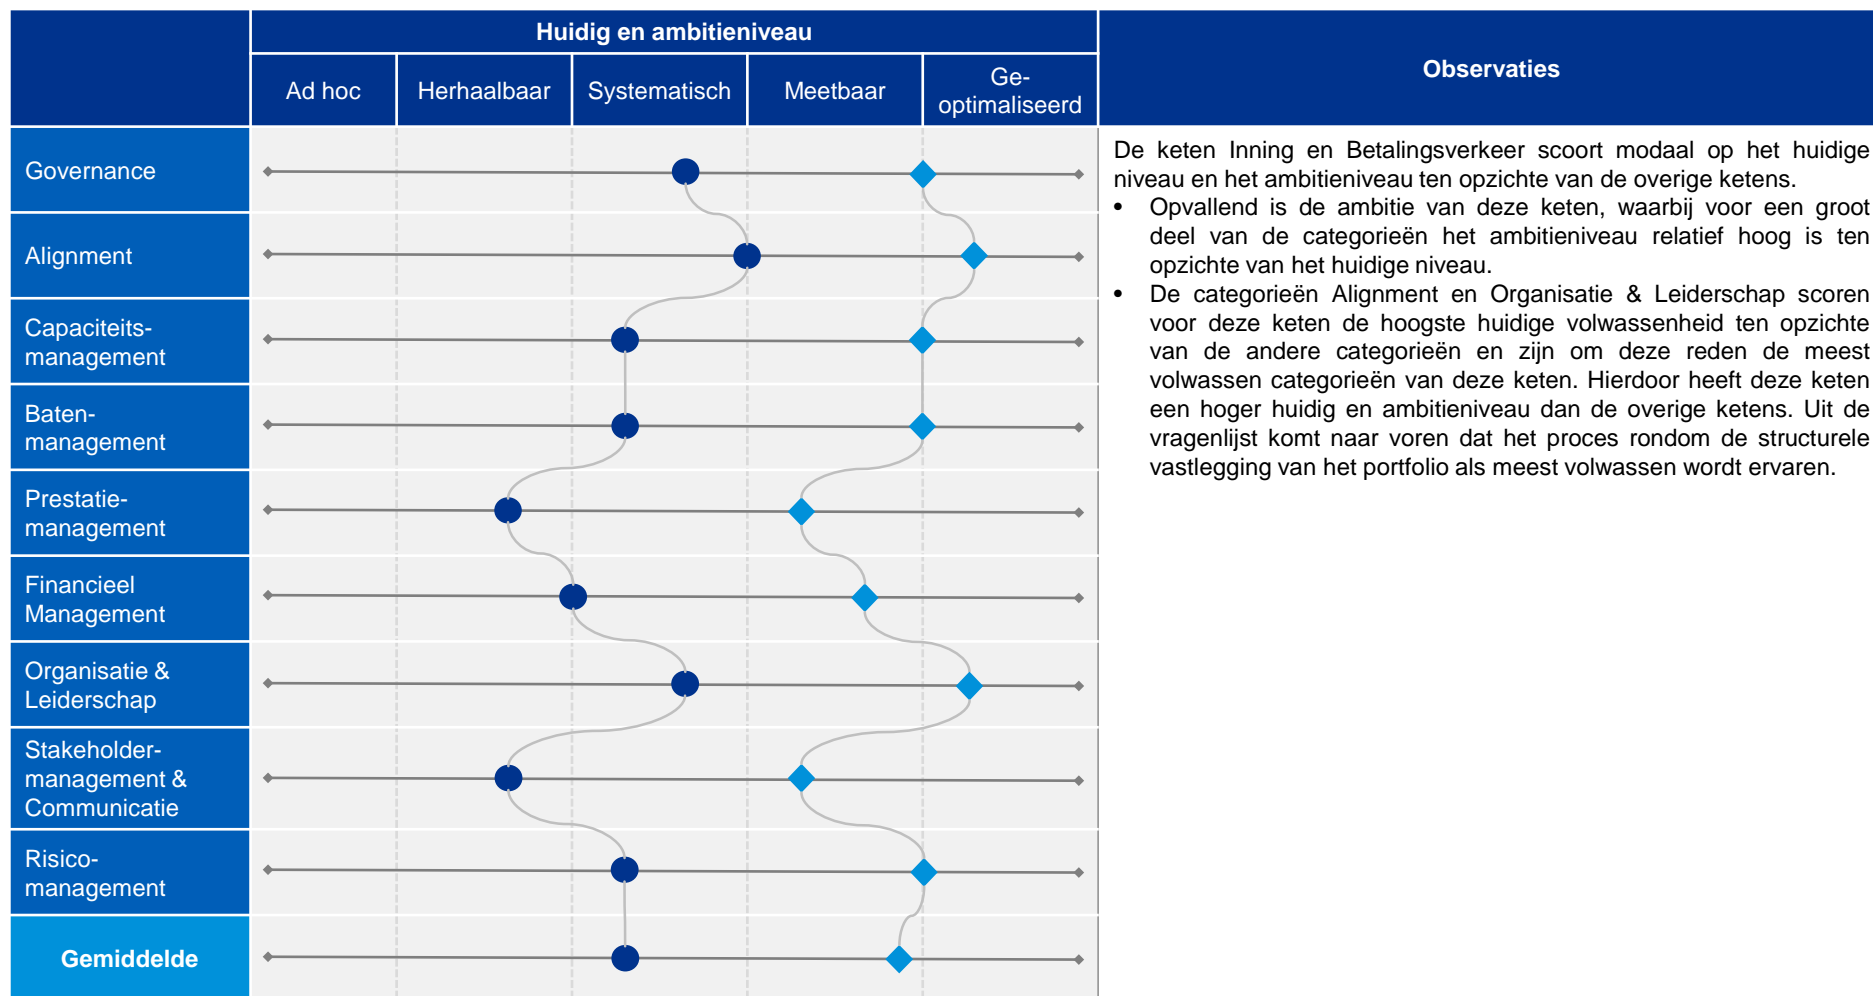 Huidig en ambitieniveau
Observaties
Ad hoc
Herhaalbaar
Systematisch
Meetbaar
Ge-
optimaliseerd
Governance
Alignment
Capaciteits-
management
Baten-
management
Prestatie-
management
Financieel
Management
Organisatie &
Leiderschap
Stakeholder-
management &
Communicatie
Risico-
management
Gemiddelde
De keten Inning en Betalingsverkeer scoort modaal op het huidige
niveau en het ambitieniveau ten opzichte van de overige ketens.
• Opvallend is de ambitie van deze keten, waarbij voor een groot
deel van de categorieën het ambitieniveau relatief hoog is ten
opzichte van het huidige niveau.
• De categorieën Alignment en Organisatie & Leiderschap scoren
voor deze keten de hoogste huidige volwassenheid ten opzichte
van de andere categorieën en zijn om deze reden de meest
volwassen categorieën van deze keten. Hierdoor heeft deze keten
een hoger huidig en ambitieniveau dan de overige ketens. Uit de
vragenlijst komt naar voren dat het proces rondom de structurele
vastlegging van het portfolio als meest volwassen wordt ervaren.